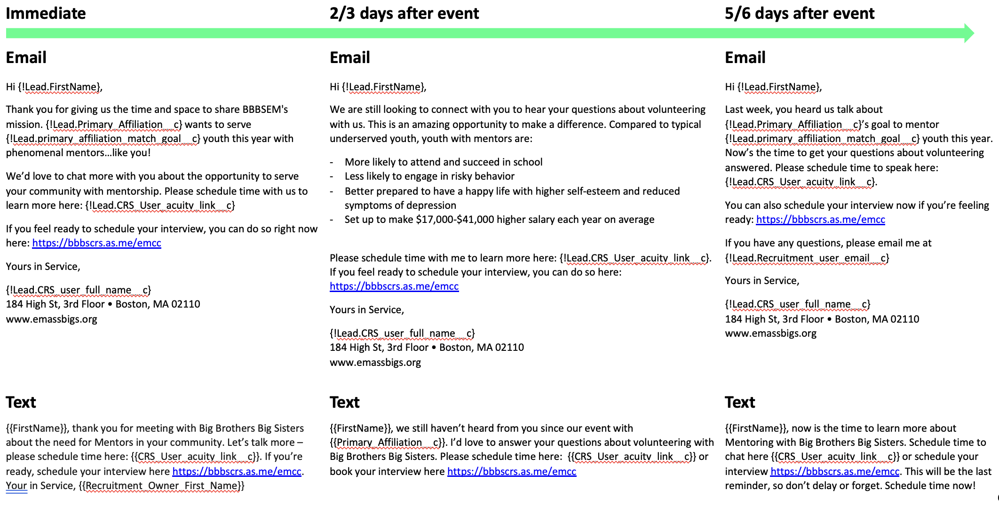 Immediate
2/3 days after event
5/6 days after event
Email
Hi {!Lead.FirstName},
Thank you for giving us the time and space to share BBBSEM's
mission. {!Lead.Primary_Affiliation__c} wants to serve
{!Lead.primary_affiliation_match_goal__c} youth this year with
phenomenal mentors...like you!
We'd love to chat more with you about the opportunity to serve
your community with mentorship. Please schedule time with us to
learn more here: {!Lead.CRS_User_acuity_link__c}
If you feel ready to schedule your interview, you can do so right now
here: https://bbbscrs.as.me/emcc
Yours in Service,
{!Lead.CRS_user_full_name__c}
184 High St, 3rd Floor • Boston, MA 02110
www.emassbigs.org
Email
Hi {!Lead.FirstName},
We are still looking to connect with you to hear your questions about volunteering
with us. This is an amazing opportunity to make a difference. Compared to typical
underserved youth, youth with mentors are:
- More likely to attend and succeed in school
- Less likely to engage in risky behavior
- Better prepared to have a happy life with higher self-esteem and reduced
symptoms of depression
- Set up to make $17,000-$41,000 higher salary each year on average
Please schedule time with me to learn more here: {!Lead.CRS_User_acuity_link__c}.
If you feel ready to schedule your interview, you can do so here:
https://bbbscrs.as.me/emcc
Yours in Service,
{!Lead.CRS_user_full_name__c}
184 High St, 3rd Floor • Boston, MA 02110
www.emassbigs.org
Email
Hi {!Lead.FirstName},
Last week, you heard us talk about
{!Lead.Primary_Affiliation__c}'s goal to mentor
{!Lead.primary_affiliation_match_goal__c} youth this year.
Now's the time to get your questions about volunteering
answered. Please schedule time to speak here:
{!Lead.CRS_User_acuity_link__c}.
You can also schedule your interview now if you're feeling
ready: https://bbbscrs.as.me/emcc
If you have any questions, please email me at
{!Lead.Recruitment_user_email__c}
Yours in Service,
{!Lead.CRS_user_full_name__c}
184 High St, 3rd Floor • Boston, MA 02110
www.emassbigs.org
Text
{{FirstName}}, thank you for meeting with Big Brothers Big Sisters
about the need for Mentors in your community. Let's talk more –
please schedule time here: {{CRS_User_acuity_link__c}}. If you're
ready, schedule your interview here https://bbbscrs.as.me/emcc.
Your in Service, {{Recruitment_Owner_First_Name}}
Text
{{FirstName}}, we still haven't heard from you since our event with
{{Primary_Affiliation__c}}. I'd love to answer your questions about volunteering with
Big Brothers Big Sisters. Please schedule time here:  {{CRS_User_acuity_link__c}} or
book your interview here https://bbbscrs.as.me/emcc
Text
{{FirstName}}, now is the time to learn more about
Mentoring with Big Brothers Big Sisters. Schedule time to
chat here {{CRS_User_acuity_link__c}} or schedule your
interview https://bbbscrs.as.me/emcc. This will be the last
reminder, so don't delay or forget. Schedule time now!